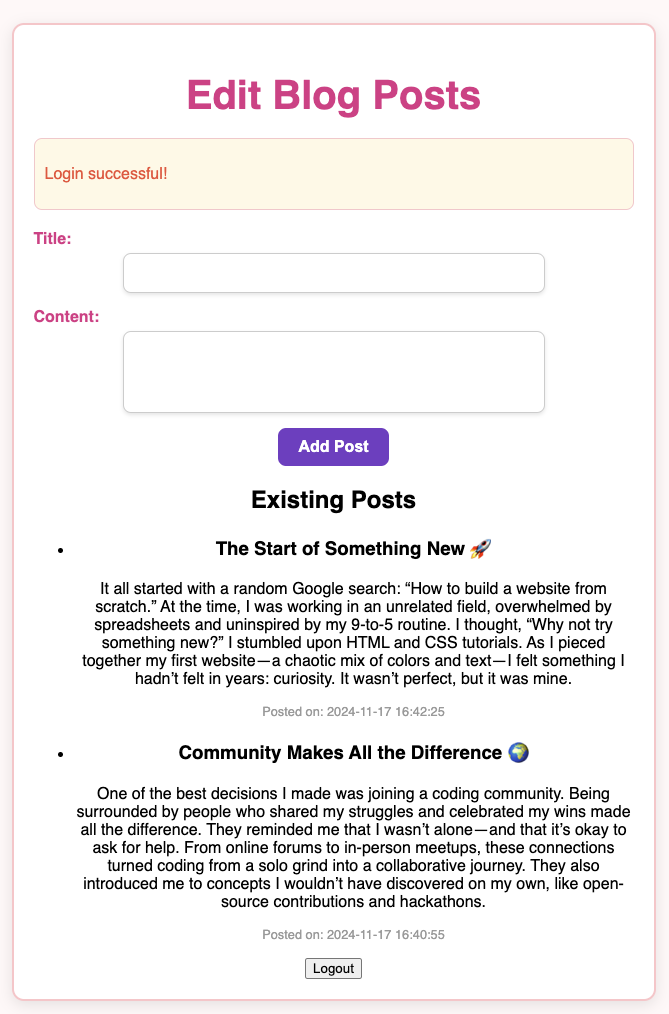 Edit Blog Posts
Login successful!
Title:
Content:
Add Post
Existing Posts
The Start of Something New 🚀
It all started with a random Google search: “How to build a website from
scratch.” At the time, I was working in an unrelated field, overwhelmed by
spreadsheets and uninspired by my 9-to-5 routine. I thought, “Why not try
something new?” I stumbled upon HTML and CSS tutorials. As I pieced
together my first website—a chaotic mix of colors and text—I felt something I
hadn’t felt in years: curiosity. It wasn’t perfect, but it was mine.
Posted on: 2024-11-17 16:42:25
Community Makes All the Difference 🌍
One of the best decisions I made was joining a coding community. Being
surrounded by people who shared my struggles and celebrated my wins made
all the difference. They reminded me that I wasn’t alone—and that it’s okay to
ask for help. From online forums to in-person meetups, these connections
turned coding from a solo grind into a collaborative journey. They also
introduced me to concepts I wouldn’t have discovered on my own, like open-
source contributions and hackathons.
Posted on: 2024-11-17 16:40:55
Logout